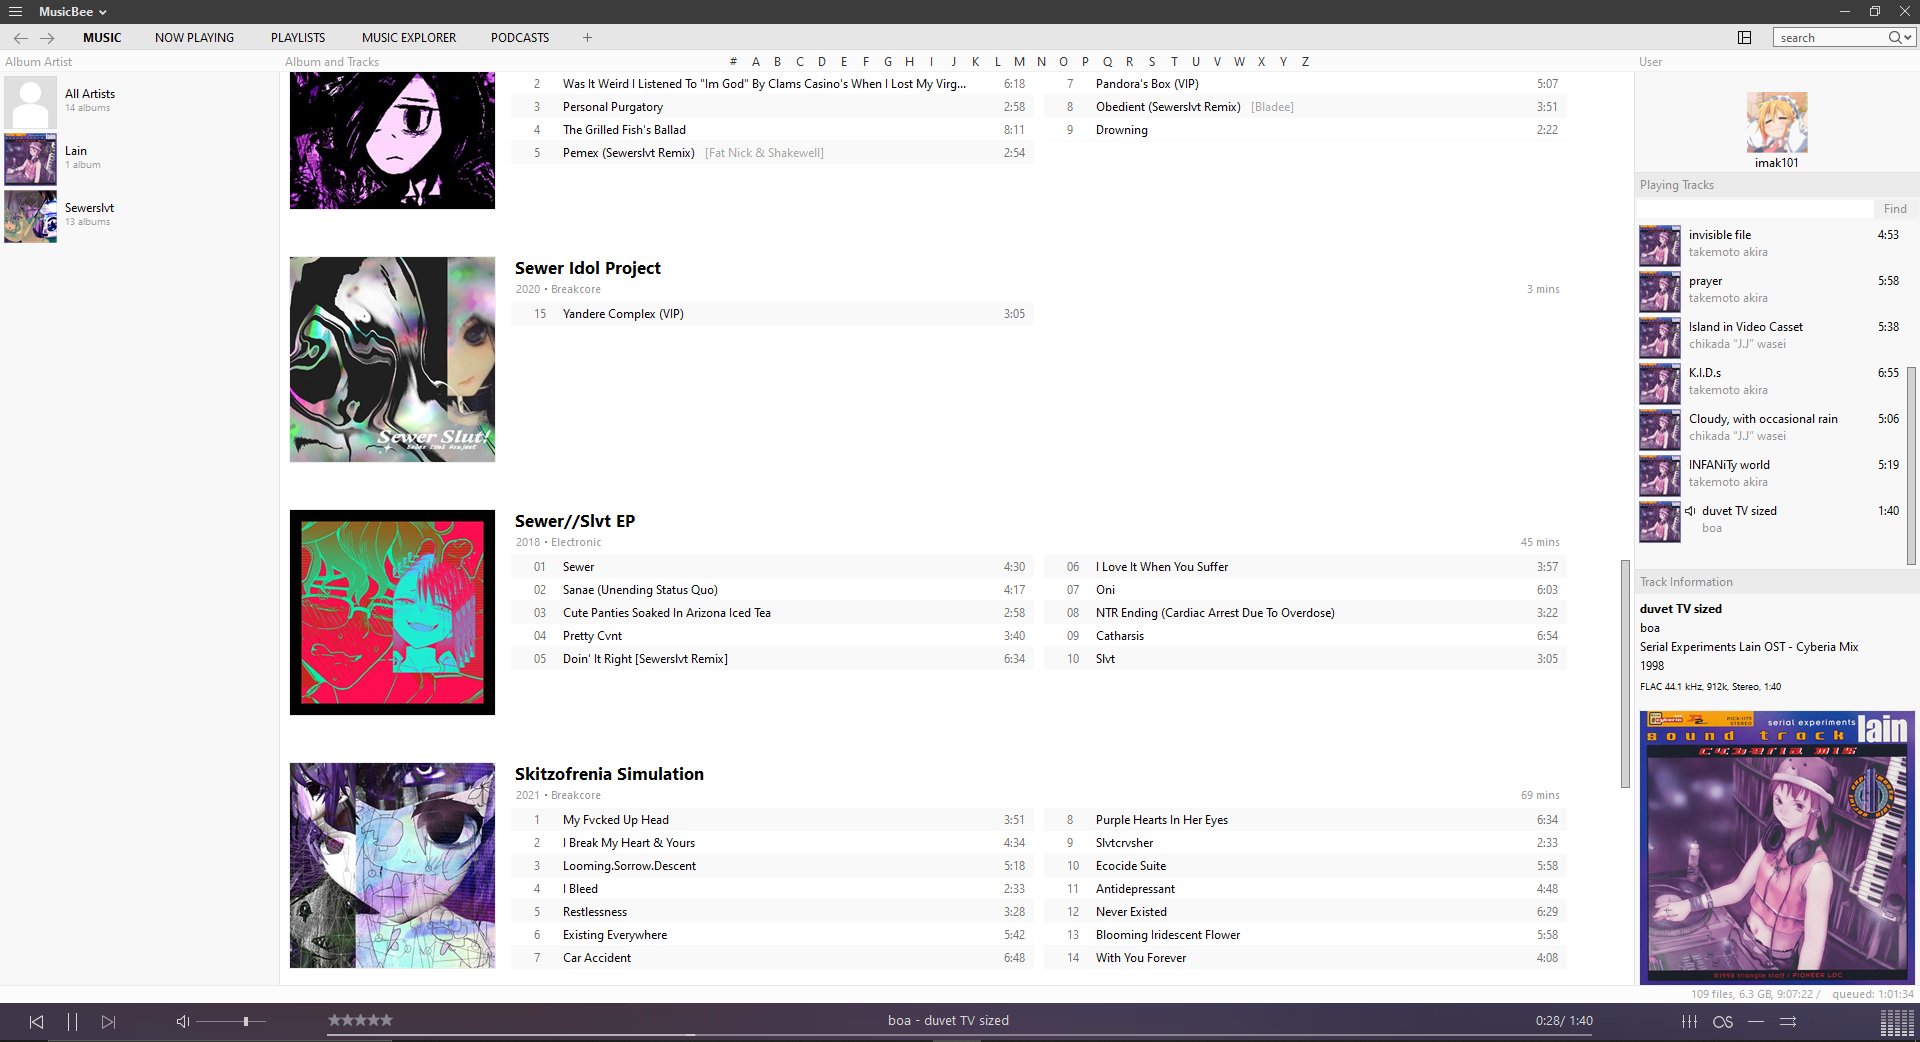 MusicBee
MUSIC NOW PLAYING PLAYLISTS MUSIC EXPLORER PODCASTS +
search
Album Artist
All Artists
14 albums
Lain
1 album
Sewerslvt
13 albums
Album and Tracks
# A B C D E F G H I J K L M N O P Q R S T U V W X Y Z
2 Was It Weird I Listened To "Im God" By Clams Casino's When I Lost My Virg... 6:18
3 Personal Purgatory 2:58
4 The Grilled Fish's Ballad 8:11
5 Pemex (Sewerslvt Remix) [Fat Nick & Shakewell] 2:54
7 Pandora's Box (VIP) 5:07
8 Obedient (Sewerslvt Remix) [Bladee] 3:51
9 Drowning 2:22
Sewer Slut!
Sewer Idol Project
2020 • Breakcore 3 mins
15 Yandere Complex (VIP) 3:05
Sewer//Slvt EP
2018 • Electronic 45 mins
01 Sewer 4:30
02 Sanae (Unending Status Quo) 4:17
03 Cute Panties Soaked In Arizona Iced Tea 2:58
04 Pretty Cvnt 3:40
05 Doin' It Right [Sewerslvt Remix] 6:34
06 I Love It When You Suffer 3:57
07 Oni 6:03
08 NTR Ending (Cardiac Arrest Due To Overdose) 3:22
09 Catharsis 6:54
10 Slvt 3:05
Skitzofrenia Simulation
2021 • Breakcore 69 mins
1 My Fvcked Up Head 3:51
2 I Break My Heart & Yours 4:34
3 Looming.Sorrow.Descent 5:18
4 I Bleed 2:33
5 Restlessness 3:28
6 Existing Everywhere 5:42
7 Car Accident 6:48
8 Purple Hearts In Her Eyes 6:34
9 Slvtcrvsher 2:33
10 Ecocide Suite 5:58
11 Antidepressant 4:48
12 Never Existed 6:29
13 Blooming Iridescent Flower 5:58
14 With You Forever 4:08
User
imak101
Playing Tracks
Find
invisible file 4:53
takemoto akira
prayer 5:58
takemoto akira
Island in Video Casset 5:38
chikada "J.J" wasei
K.I.D.s 6:55
takemoto akira
Cloudy, with occasional rain 5:06
chikada "J.J" wasei
INFANiTy world 5:19
takemoto akira
duvet TV sized 1:40
boa
Track Information
duvet TV sized
boa
Serial Experiments Lain OST - Cyberia Mix
1998
FLAC 44.1 kHz, 912k, Stereo, 1:40
PICA-1179
STEREO
serial experiments lain
sound track
cyberia mix
©1998 triangle staff / PIONEER LDC
109 files, 6.3 GB, 9:07:22 / queued: 1:01:34
boa - duvet TV sized
0:28/ 1:40